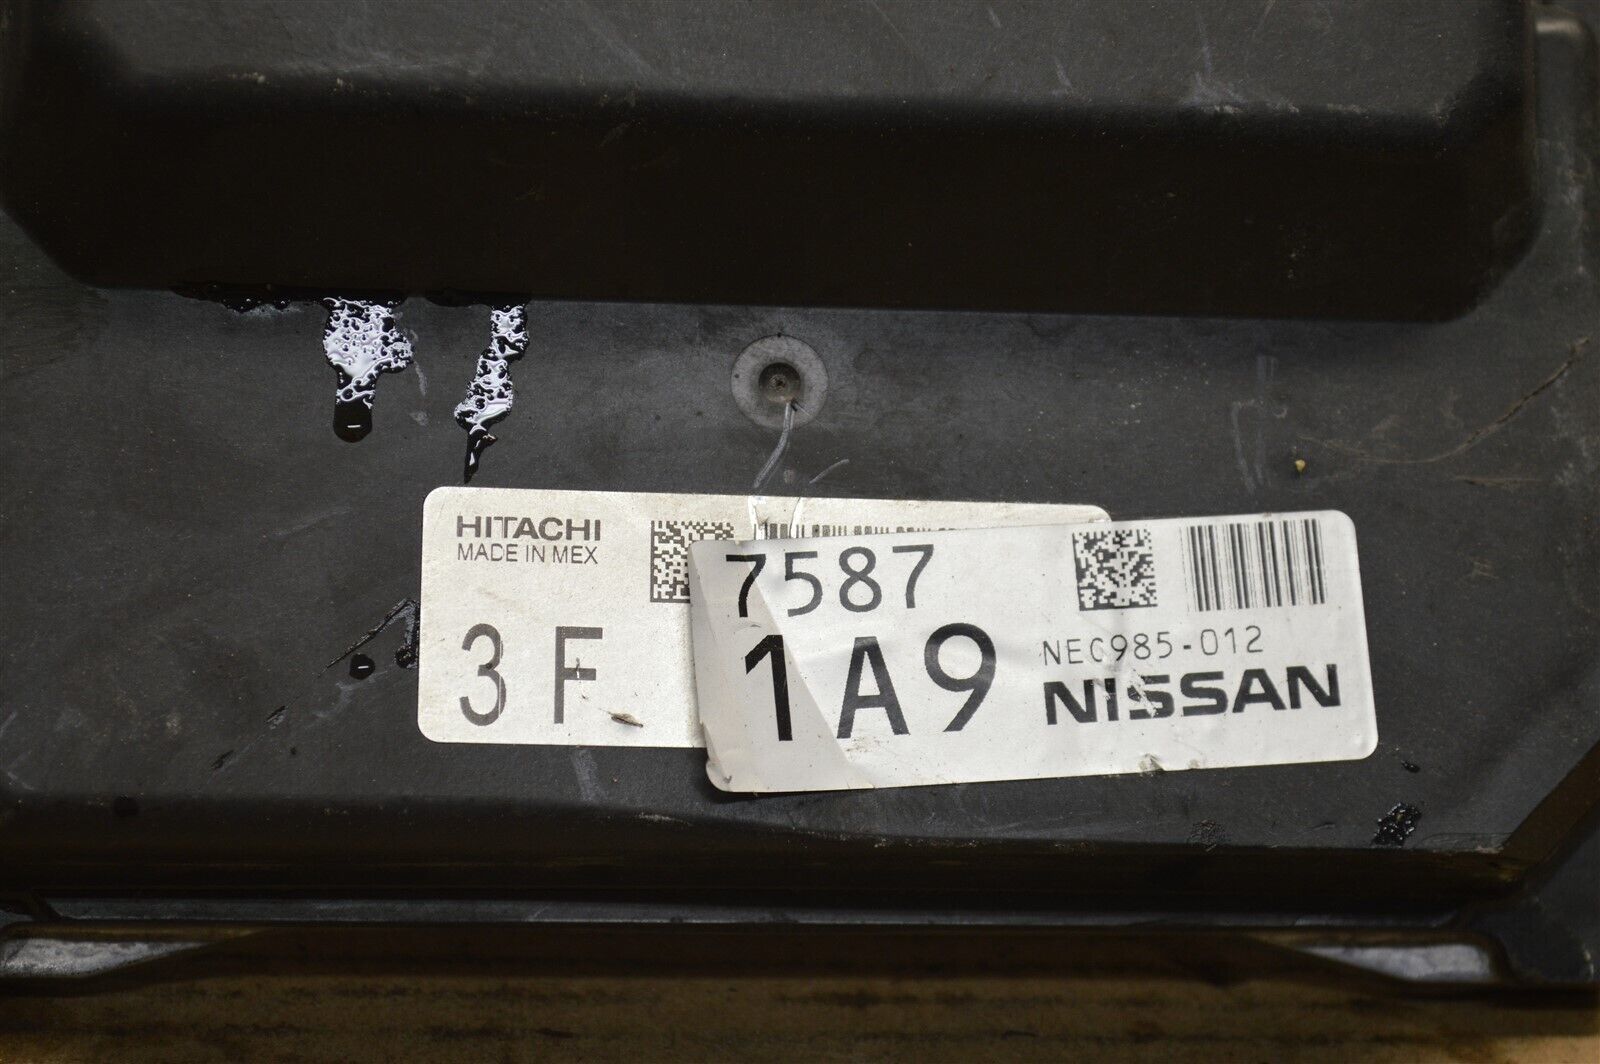 HITACHI
MADE IN MEX
3 F
7587
1A9
NEC985-012
NISSAN